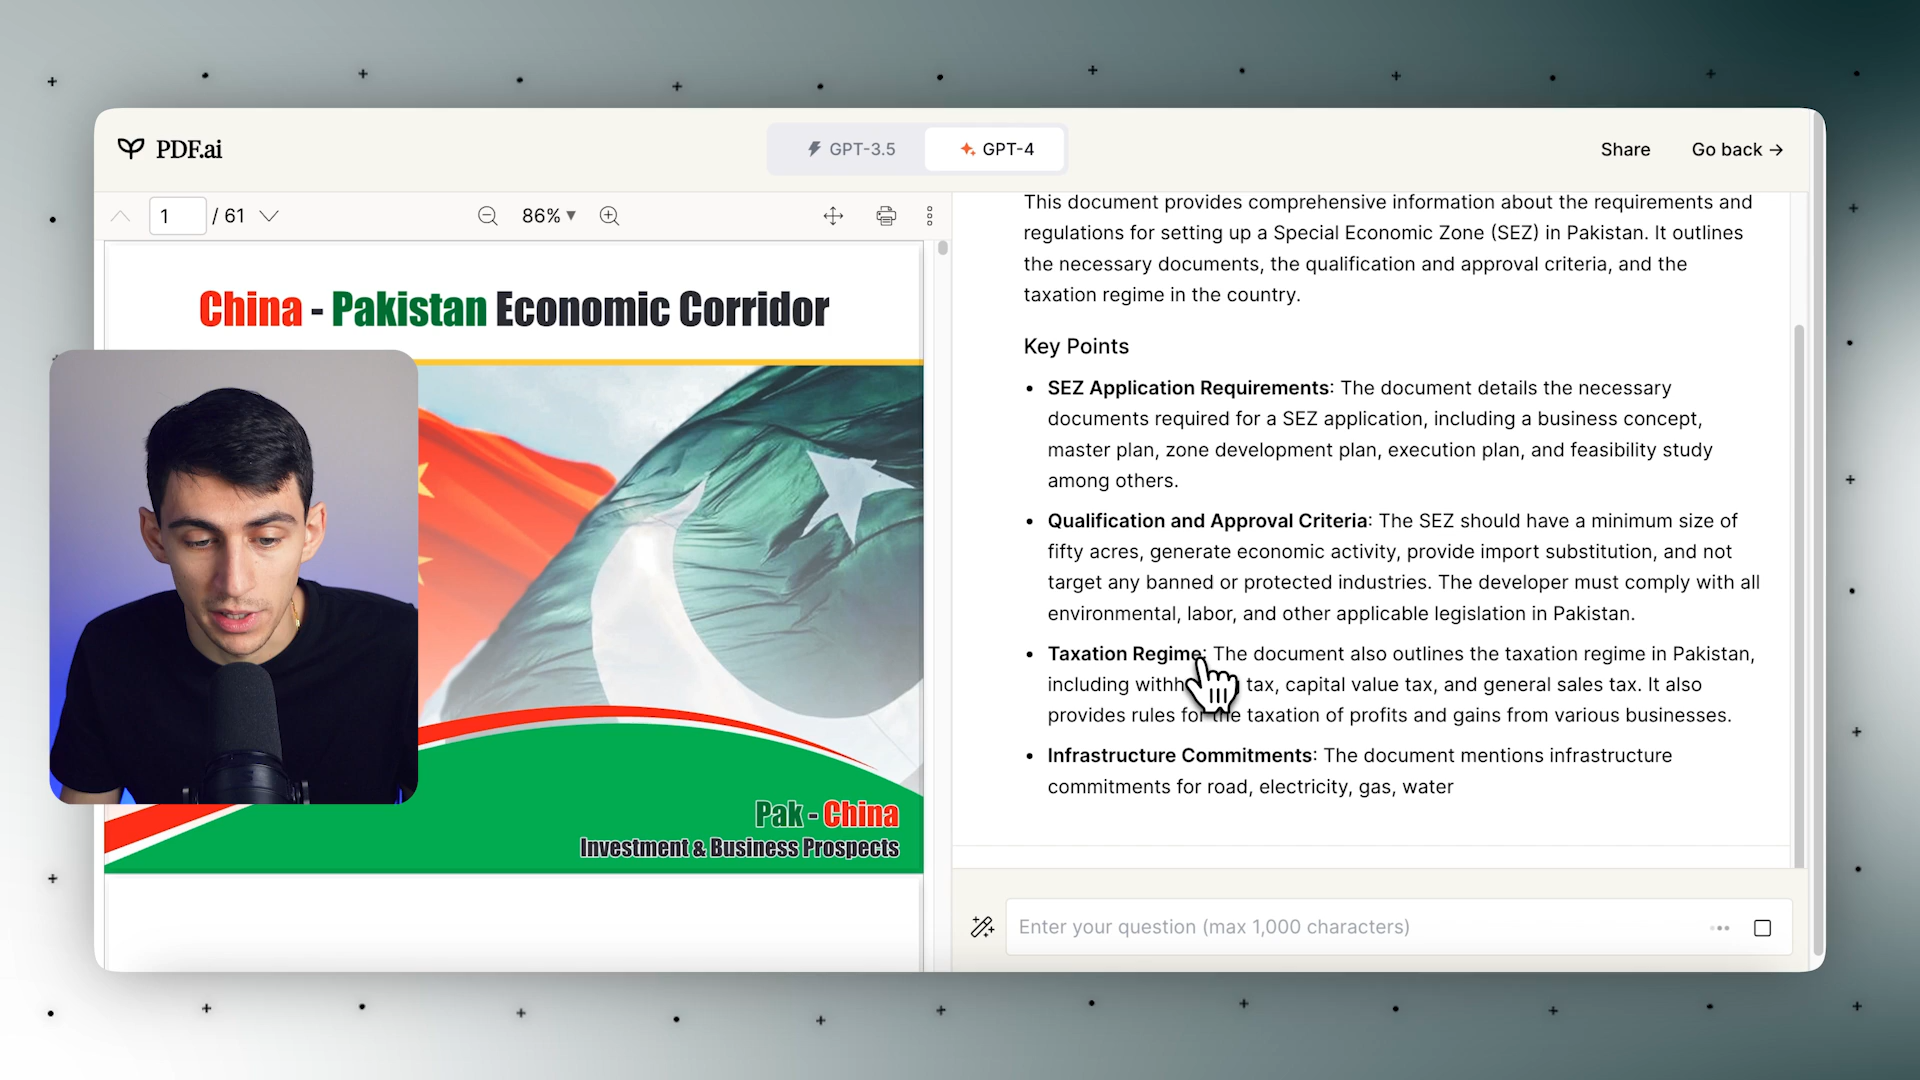 PDF.ai
GPT-3.5
GPT-4
Share
Go back →
1 / 61
86%
China - Pakistan Economic Corridor
Pak - China
Investment & Business Prospects
This document provides comprehensive information about the requirements and
regulations for setting up a Special Economic Zone (SEZ) in Pakistan. It outlines
the necessary documents, the qualification and approval criteria, and the
taxation regime in the country.
Key Points
• SEZ Application Requirements: The document details the necessary
documents required for a SEZ application, including a business concept,
master plan, zone development plan, execution plan, and feasibility study
among others.
• Qualification and Approval Criteria: The SEZ should have a minimum size of
fifty acres, generate economic activity, provide import substitution, and not
target any banned or protected industries. The developer must comply with all
environmental, labor, and other applicable legislation in Pakistan.
• Taxation Regime: The document also outlines the taxation regime in Pakistan,
including tax, capital value tax, and general sales tax. It also
provides rules for the taxation of profits and gains from various businesses.
• Infrastructure Commitments: The document mentions infrastructure
commitments for road, electricity, gas, water
Enter your question (max 1,000 characters)